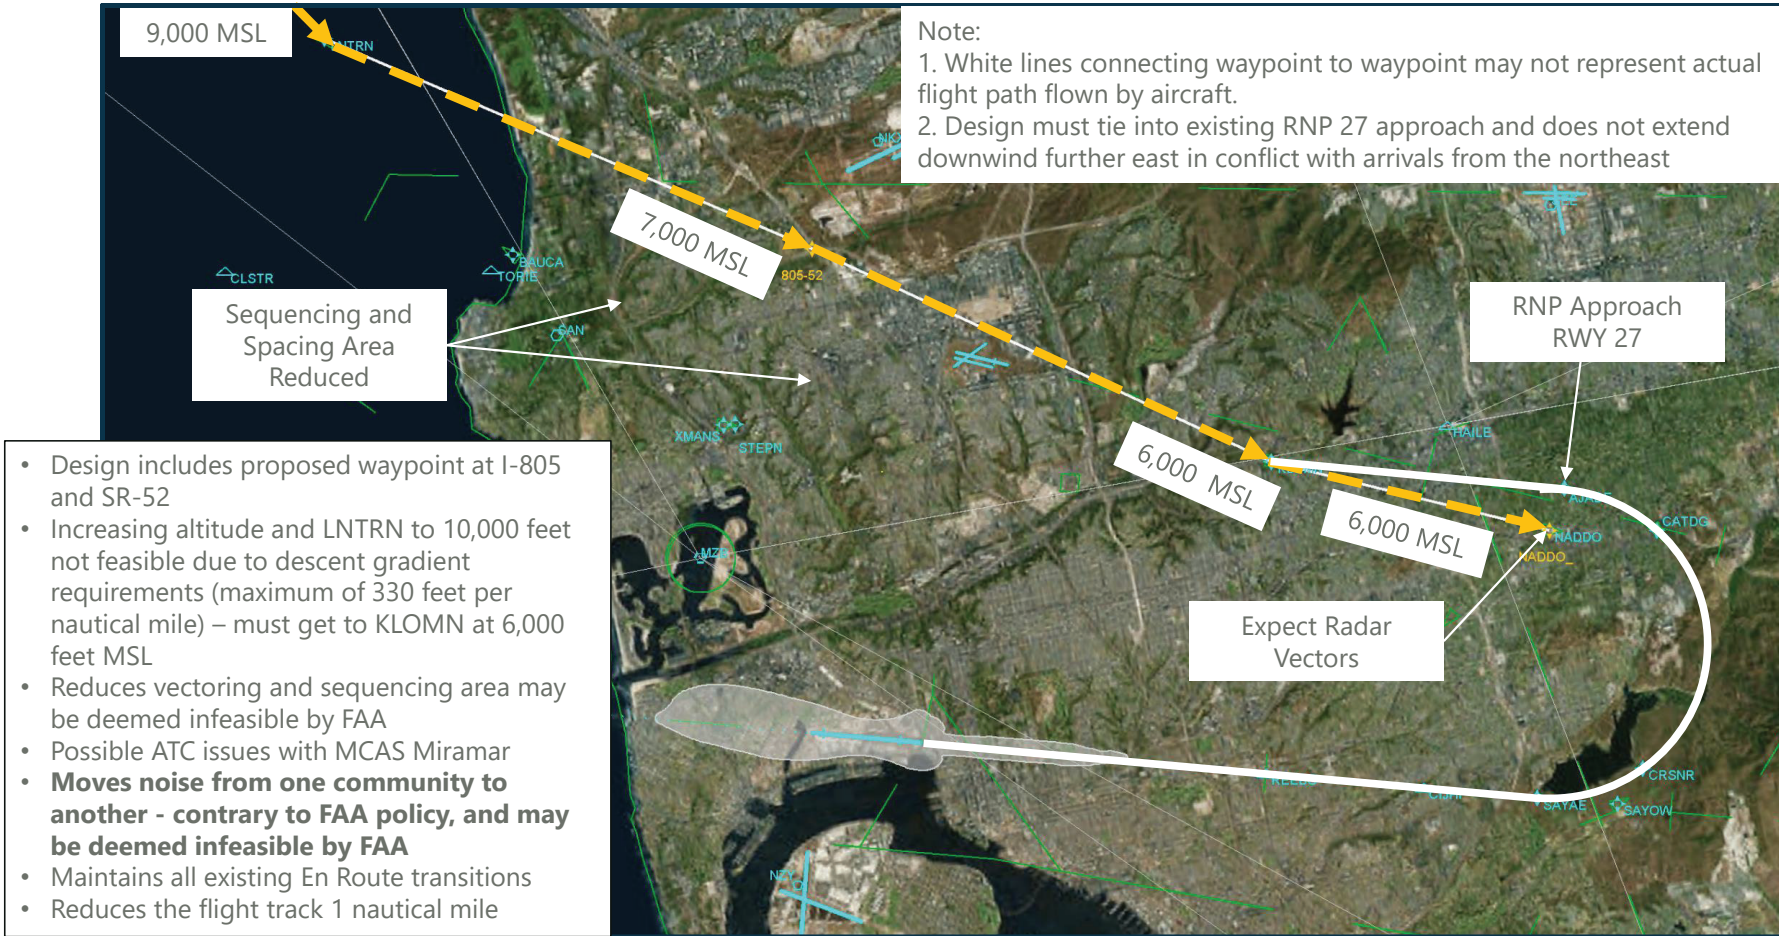 9,000 MSL
LNTRN
Note:
1. White lines connecting waypoint to waypoint may not represent actual
flight path flown by aircraft.
2. Design must tie into existing RNP 27 approach and does not extend
downwind further east in conflict with arrivals from the northeast
7,000 MSL
805-52
BAUCA
TORIE
CLSTR
Sequencing and
Spacing Area
Reduced
SAN
RNP Approach
RWY 27
XMANS
STEPN
HAILE
6,000 MSL
6,000 MSL
CATDG
NADDO
NADDO_
MZB
Expect Radar
Vectors
• Design includes proposed waypoint at I-805
and SR-52
• Increasing altitude and LNTRN to 10,000 feet
not feasible due to descent gradient
requirements (maximum of 330 feet per
nautical mile) – must get to KLOMN at 6,000
feet MSL
• Reduces vectoring and sequencing area may
be deemed infeasible by FAA
• Possible ATC issues with MCAS Miramar
• Moves noise from one community to
another - contrary to FAA policy, and may
be deemed infeasible by FAA
• Maintains all existing En Route transitions
• Reduces the flight track 1 nautical mile
CRSNR
SAYAE
SAYOW
NZY